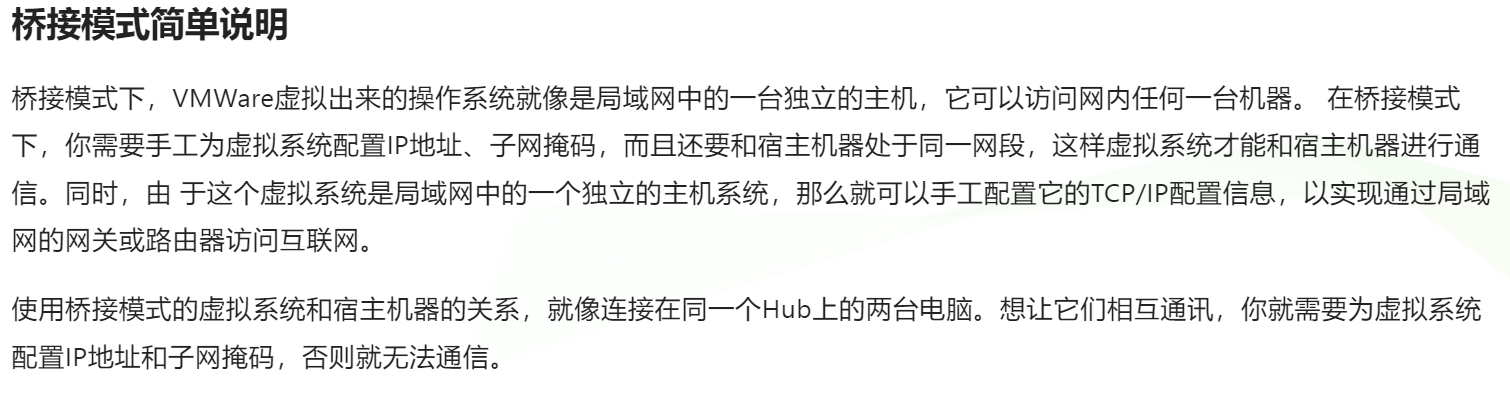 桥接模式简单说明
桥接模式下，VMWare虚拟出来的操作系统就像是局域网中的一台独立的主机，它可以访问网内任何一台机器。 在桥接模式
下，你需要手工为虚拟系统配置IP地址、子网掩码，而且还要和宿主机器处于同一网段，这样虚拟系统才能和宿主机器进行通
信。同时，由 于这个虚拟系统是局域网中的一个独立的主机系统，那么就可以手工配置它的TCP/IP配置信息，以实现通过局域
网的网关或路由器访问互联网。
使用桥接模式的虚拟系统和宿主机器的关系，就像连接在同一个Hub上的两台电脑。想让它们相互通讯，你就需要为虚拟系统
配置IP地址和子网掩码，否则就无法通信。